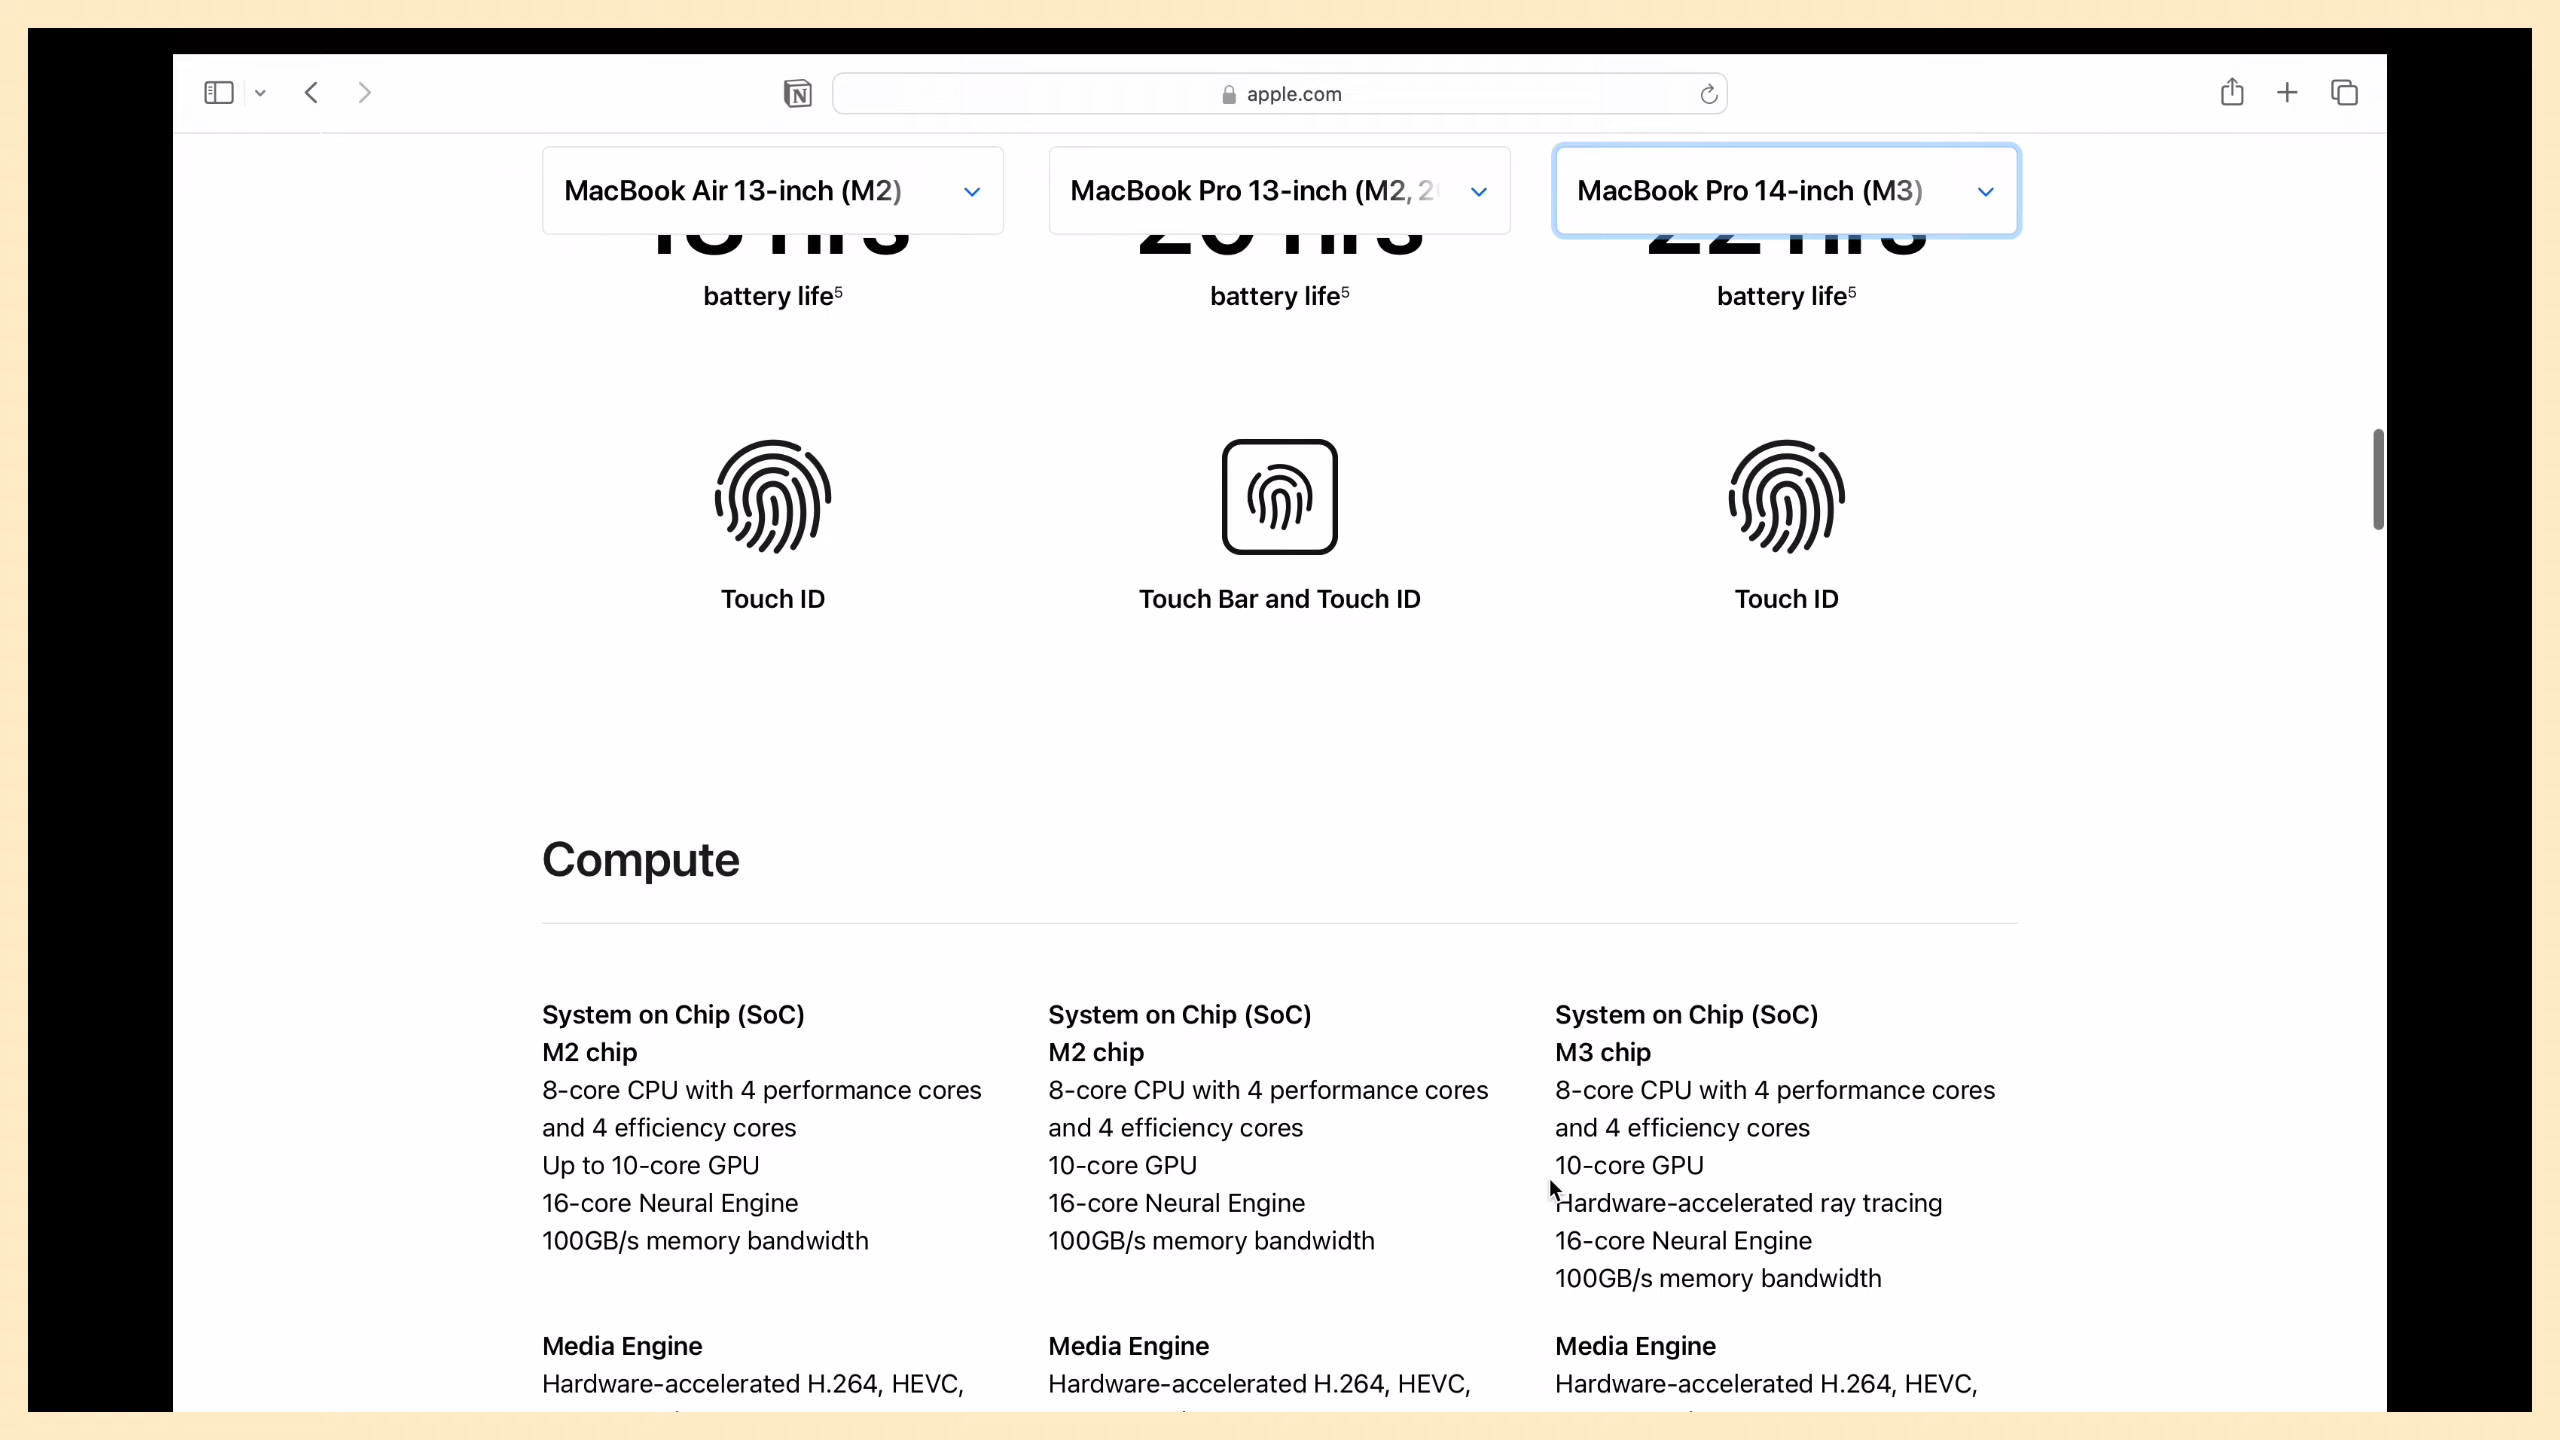 apple.com
MacBook Air 13-inch (M2)
MacBook Pro 13-inch (M2,
MacBook Pro 14-inch (M3)
hrs
hrs
22 hrs
battery life5
battery life5
battery life5
Touch ID
Touch Bar and Touch ID
Touch ID
Compute
System on Chip (SoC)
M2 chip
8-core CPU with 4 performance cores
and 4 efficiency cores
Up to 10-core GPU
16-core Neural Engine
100GB/s memory bandwidth
Media Engine
Hardware-accelerated H.264, HEVC,
System on Chip (SoC)
M2 chip
8-core CPU with 4 performance cores
and 4 efficiency cores
10-core GPU
16-core Neural Engine
100GB/s memory bandwidth
Media Engine
Hardware-accelerated H.264, HEVC,
System on Chip (SoC)
M3 chip
8-core CPU with 4 performance cores
and 4 efficiency cores
10-core GPU
Hardware-accelerated ray tracing
16-core Neural Engine
100GB/s memory bandwidth
Media Engine
Hardware-accelerated H.264, HEVC,